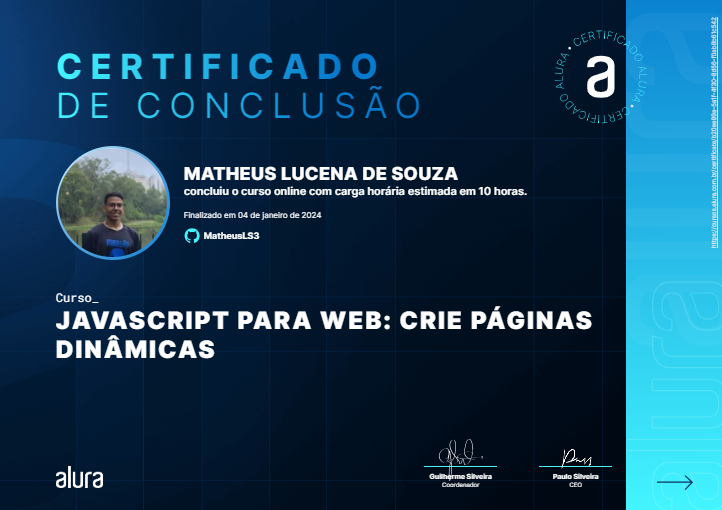 CERTIFICADO
DE CONCLUSÃO
ALURA • CERTIFICADO ALURA • CERTIFICADO
a
MATHEUS LUCENA DE SOUZA
concluiu o curso online com carga horária estimada em 10 horas.
Finalizado em 04 de janeiro de 2024
MatheusLS3
Curso_
JAVASCRIPT PARA WEB: CRIE PÁGINAS
DINÂMICAS
alura
Guilherme Silveira
Coordenador
Paulo Silveira
CEO